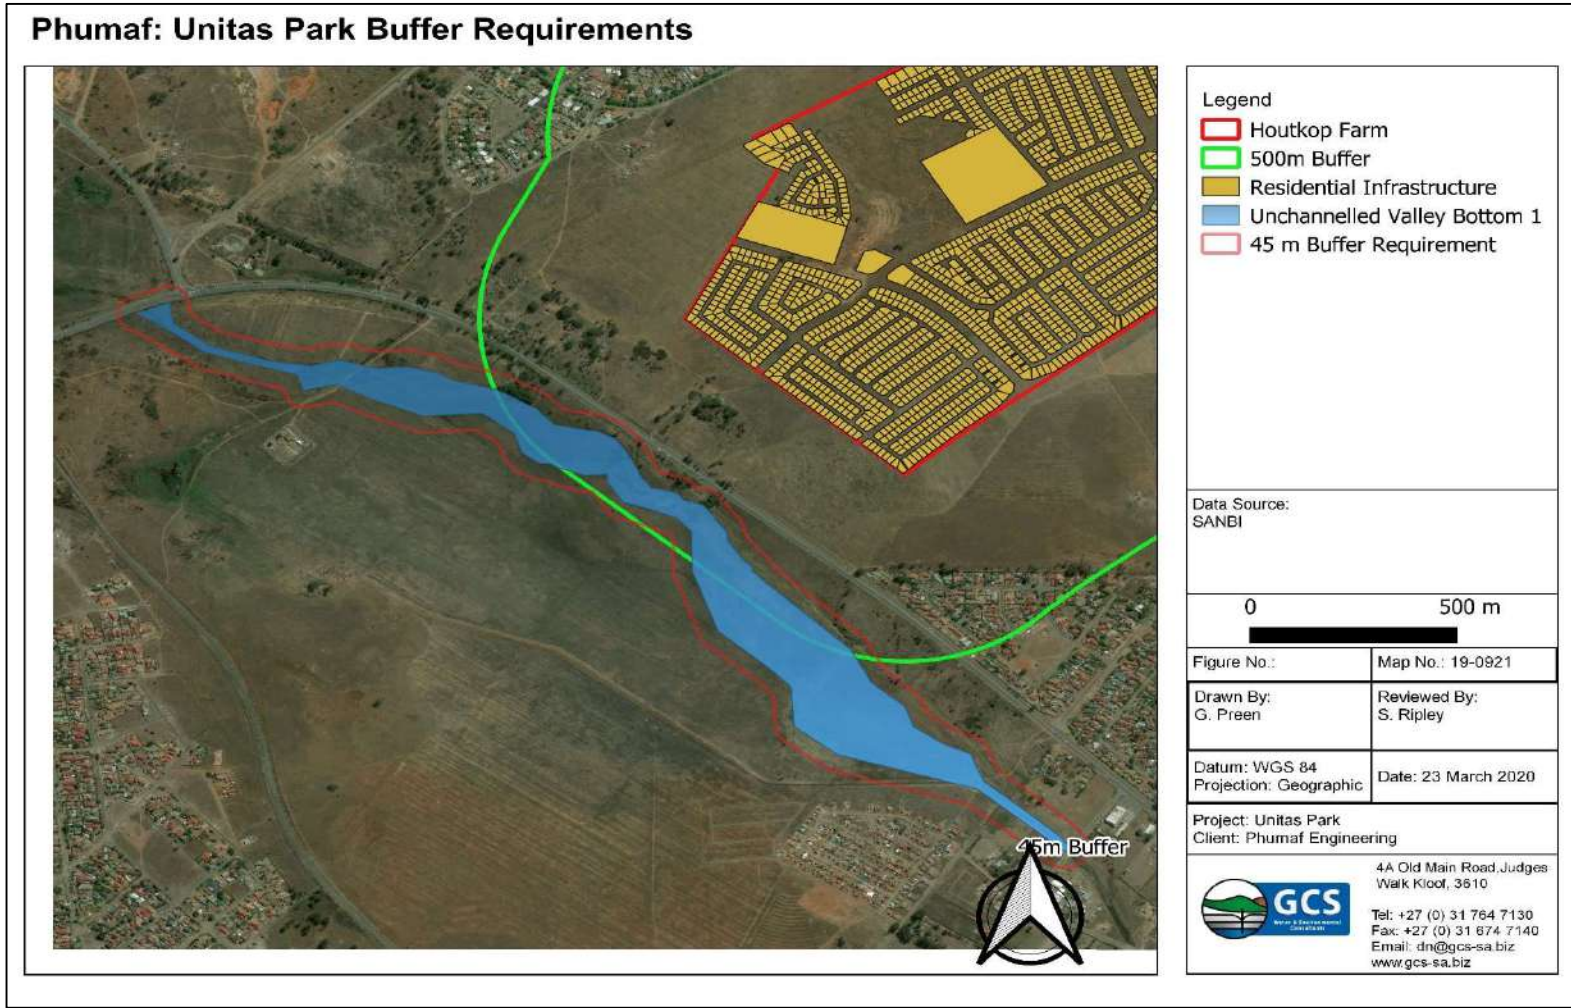 Phumaf: Unitas Park Buffer Requirements
45m Buffer
Legend
Houtkop Farm
500m Buffer
Residential Infrastructure
Unchannelled Valley Bottom 1
45 m Buffer Requirement
Data Source:
SANBI
0 500 m
Figure No.: Map No.: 19-0921
Drawn By:
G. Preen
Reviewed By:
S. Ripley
Datum: WGS 84
Projection: Geographic
Date: 23 March 2020
Project: Unitas Park
Client: Phumaf Engineering
GCS
Water & Environmental
Consultants
4A Old Main Road,Judges
Walk Kloof, 3610
Tel: +27 (0) 31 764 7130
Fax: +27 (0) 31 674 7140
Email: dn@gcs-sa.biz
www.gcs-sa.biz